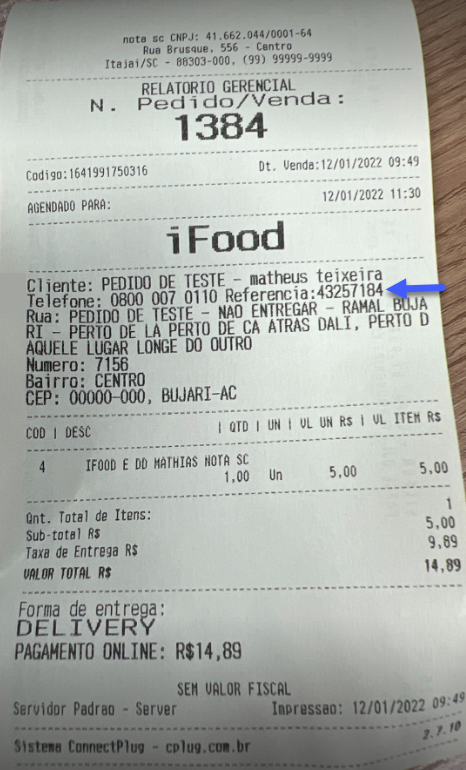 nota sc CNPJ: 41.662.044/0001-64
Rua Brusque, 556 - Centro
Itajaí/SC - 88303-000, (99) 99999-9999
RELATORIO GERENCIAL
N. Pedido/Venda:
1384
Codigo:1641991750316 Dt. Venda:12/01/2022 09:49
AGENDADO PARA: 12/01/2022 11:30
iFood
Cliente: PEDIDO DE TESTE - matheus teixeira
Telefone: 0800 007 0110 Referencia:43257184
Rua: PEDIDO DE TESTE - NAO ENTREGAR - RAMAL BUJA
RI - PERTO DE LA PERTO DE CA ATRAS DALI, PERTO D
AQUELE LUGAR LONGE DO OUTRO
Numero: 7156
Bairro: CENTRO
CEP: 00000-000, BUJARI-AC
COD | DESC | QTD | UN | VL UN R$ | VL ITEM R$
4 IFOOD E DD MATHIAS NOTA SC
1,00 Un 5,00 5,00
Qnt. Total de Itens: 1
Sub-total R$ 5,00
Taxa de Entrega R$ 9,89
VALOR TOTAL R$ 14,89
Forma de entrega:
DELIVERY
PAGAMENTO ONLINE: R$14,89
SEM VALOR FISCAL
Servidor Padrao - Server Impressao: 12/01/2022 09:49
Sistema ConnectPlug - cplug.com.br 2.7.10